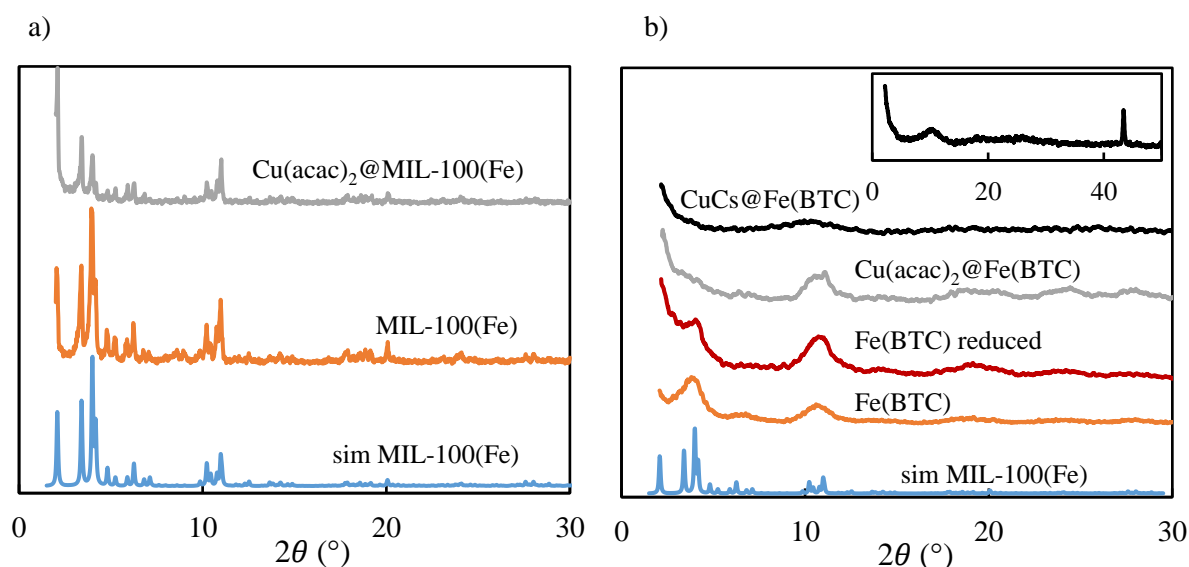 a)
Cu(acac)₂@MIL-100(Fe)
MIL-100(Fe)
sim MIL-100(Fe)
0 10 20 30
2θ (°)
b)
0 20 40
CuCs@Fe(BTC)
Cu(acac)₂@Fe(BTC)
Fe(BTC) reduced
Fe(BTC)
sim MIL-100(Fe)
0 10 20 30
2θ (°)